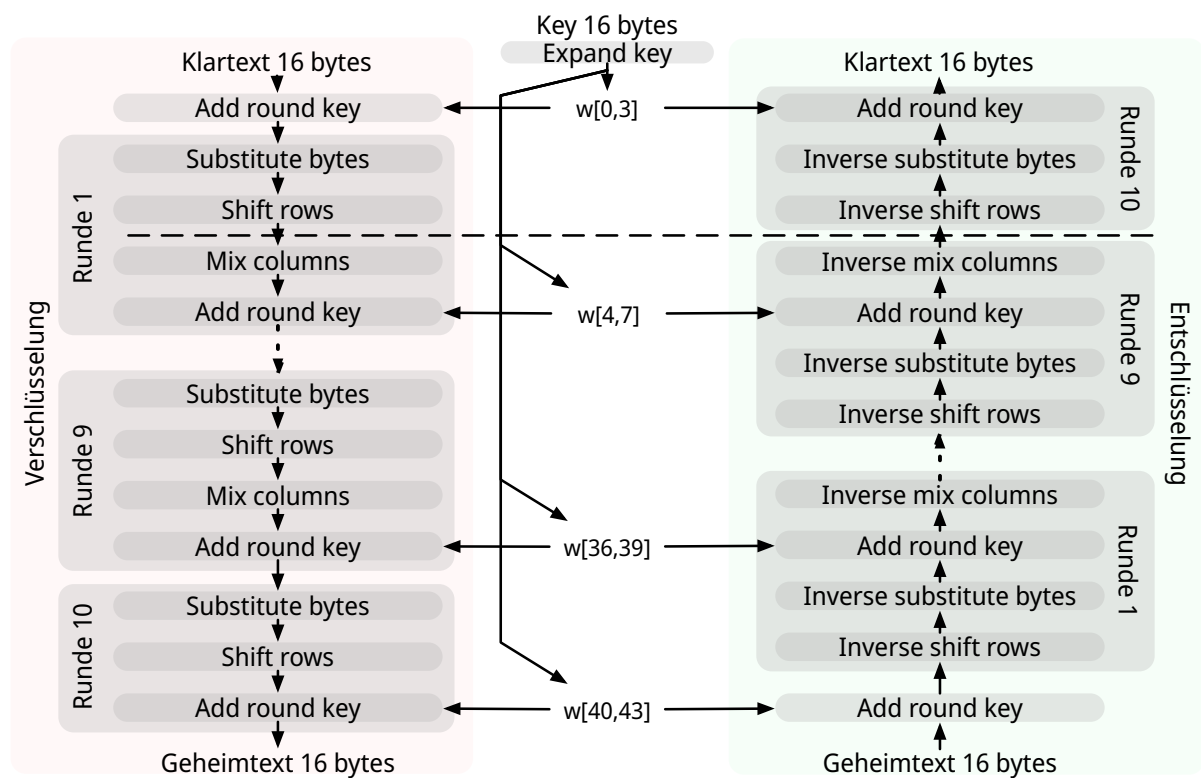 Key 16 bytes
Expand key
w[0,3]
w[4,7]
w[36,39]
w[40,43]
Verschlüsselung
Klartext 16 bytes
Add round key
Runde 1
Substitute bytes
Shift rows
Mix columns
Add round key
Runde 9
Substitute bytes
Shift rows
Mix columns
Add round key
Runde 10
Substitute bytes
Shift rows
Add round key
Geheimtext 16 bytes
Entschlüsselung
Klartext 16 bytes
Runde 10
Add round key
Inverse substitute bytes
Inverse shift rows
Runde 9
Inverse mix columns
Add round key
Inverse substitute bytes
Inverse shift rows
Runde 1
Inverse mix columns
Add round key
Inverse substitute bytes
Inverse shift rows
Add round key
Geheimtext 16 bytes